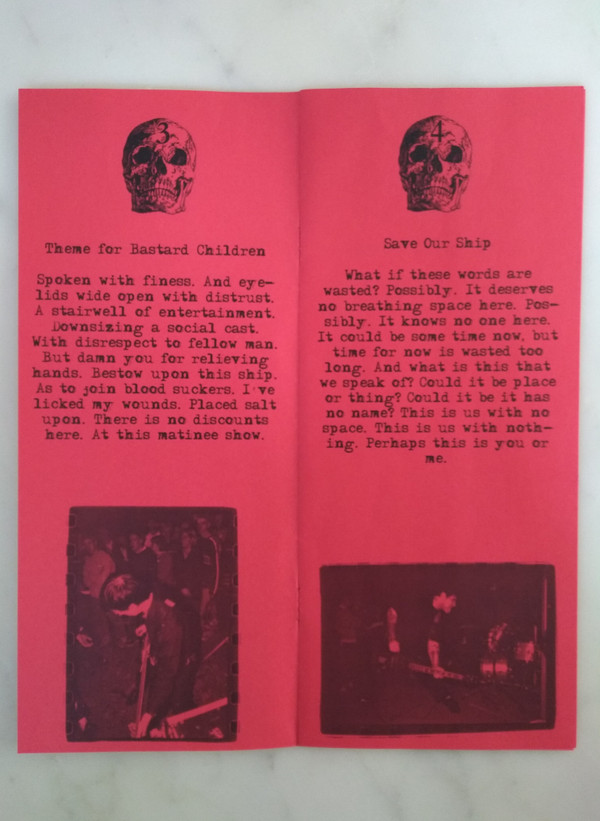 3
Theme for Bastard Children
Spoken with finess. And eye-
lids wide open with distrust.
A stairwell of entertainment.
Downsizing a social cast.
With disrespect to fellow man.
But damn you for relieving
hands. Bestow upon this ship.
As to join blood suckers. I've
licked my wounds. Placed salt
upon. There is no discounts
here. At this matinee show.
4
Save Our Ship
What if these words are
wasted? Possibly. It deserves
no breathing space here. Pos-
sibly. It knows no one here.
It could be some time now, but
time for now is wasted too
long. And what is this that
we speak of? Could it be place
or thing? Could it be it has
no name? This is us with no
space. This is us with noth-
ing. Perhaps this is you or
me.